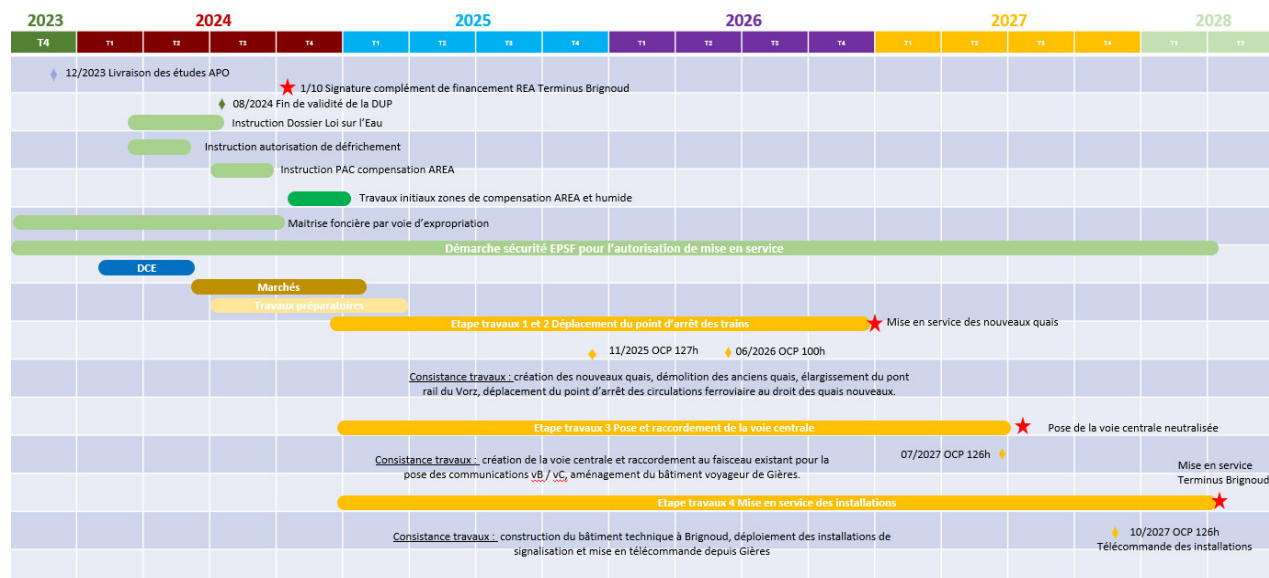 2023 2024 2025 2026 2027 2028
T4 T1 T2 T3 T4 T1 T2 T3 T4 T1 T2 T3 T4 T1 T2 T3 T4 T1 T2
12/2023 Livraison des études APO
1/10 Signature complément de financement REA Terminus Brignoud
08/2024 Fin de validité de la DUP
Instruction Dossier Loi sur l’Eau
Instruction autorisation de défrichement
Instruction PAC compensation AREA
Travaux initiaux zones de compensation AREA et humide
Maitrise foncière par voie d’expropriation
Démarche sécurité EPSF pour l’autorisation de mise en service
DCE
Marchés
Travaux préparatoires
Etape travaux 1 et 2 Déplacement du point d’arrêt des trains
Mise en service des nouveaux quais
11/2025 OCP 127h
06/2026 OCP 100h
Consistance travaux : création des nouveaux quais, démolition des anciens quais, élargissement du pont
rail du Vorz, déplacement du point d’arrêt des circulations ferroviaire au droit des quais nouveaux.
Etape travaux 3 Pose et raccordement de la voie centrale
Pose de la voie centrale neutralisée
07/2027 OCP 126h
Consistance travaux : création de la voie centrale et raccordement au faisceau existant pour la
pose des communications vB / vC, aménagement du bâtiment voyageur de Gières.
Mise en service
Terminus Brignoud
Etape travaux 4 Mise en service des installations
10/2027 OCP 126h
Télécommande des installations
Consistance travaux : construction du bâtiment technique à Brignoud, déploiement des installations de
signalisation et mise en télécommande depuis Gières